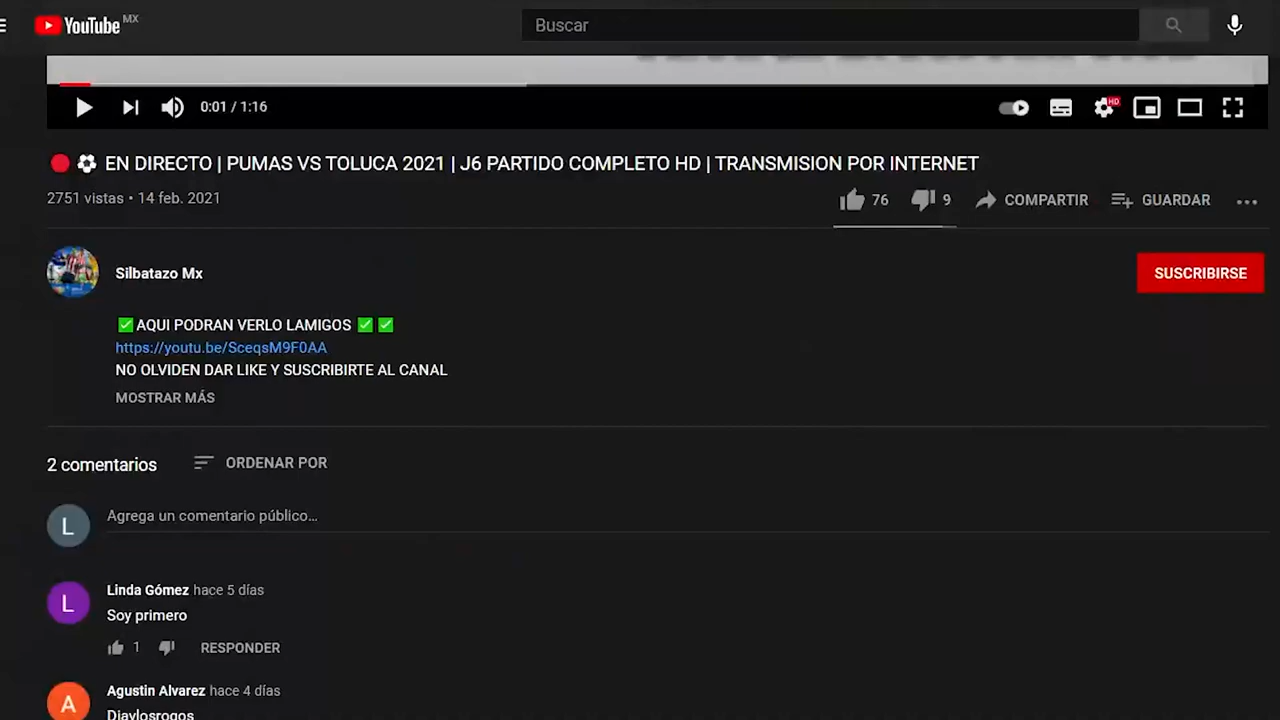 YouTube MX
Buscar
0:01 / 1:16
HD
EN DIRECTO | PUMAS VS TOLUCA 2021 | J6 PARTIDO COMPLETO HD | TRANSMISION POR INTERNET
2751 vistas • 14 feb. 2021
76
9
COMPARTIR
GUARDAR
Silbatazo Mx
SUSCRIBIRSE
✅AQUI PODRAN VERLO LAMIGOS ✅ ✅
https://youtu.be/SceqsM9F0AA
NO OLVIDEN DAR LIKE Y SUSCRIBIRTE AL CANAL
MOSTRAR MÁS
2 comentarios
ORDENAR POR
L
Agrega un comentario público...
L
Linda Gómez hace 5 días
Soy primero
1
RESPONDER
A
Agustin Alvarez hace 4 días
Diaylosrogos